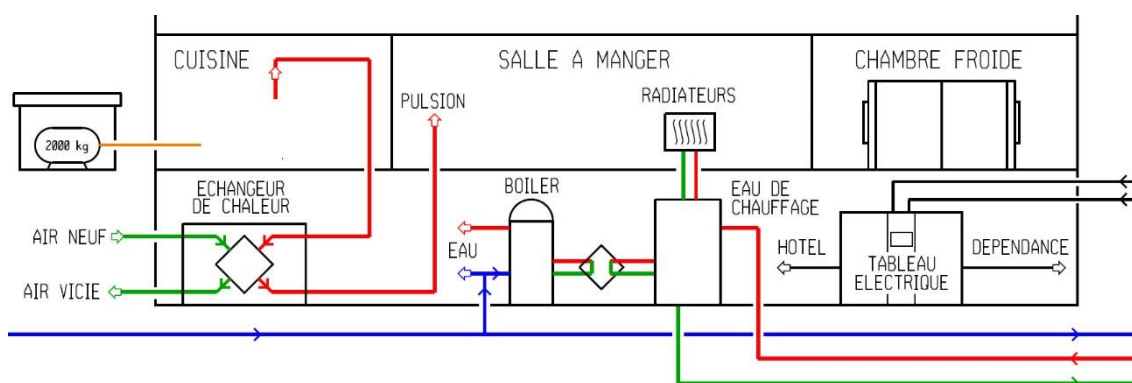 CUISINE
SALLE A MANGER
CHAMBRE FROIDE
PULSION
RADIATEURS
2000 kg
ECHANGEUR
DE CHALEUR
BOILER
EAU DE
CHAUFFAGE
AIR NEUF
EAU
HOTEL
DEPENDANCE
TABLEAU
ELECTRIQUE
AIR VICIE